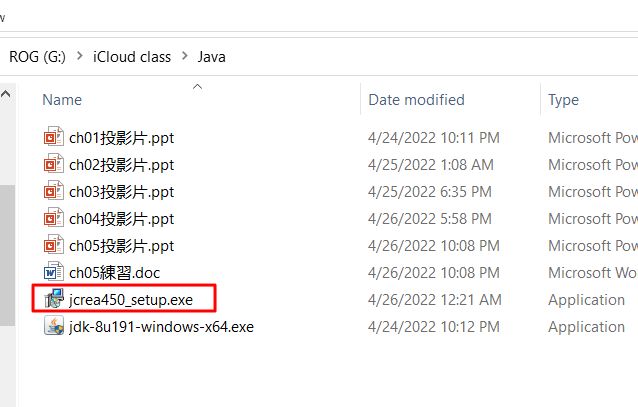 ROG (G:) > iCloud class > Java
Name Date modified Type
ch01投影片.ppt 4/24/2022 10:11 PM Microsoft Pow
ch02投影片.ppt 4/25/2022 1:08 AM Microsoft Pow
ch03投影片.ppt 4/25/2022 6:35 PM Microsoft Pow
ch04投影片.ppt 4/26/2022 5:58 PM Microsoft Pow
ch05投影片.ppt 4/26/2022 10:08 PM Microsoft Pow
ch05練習.doc 4/26/2022 10:08 PM Microsoft Wor
jcrea450_setup.exe 4/26/2022 12:21 AM Application
jdk-8u191-windows-x64.exe 4/24/2022 10:12 PM Application